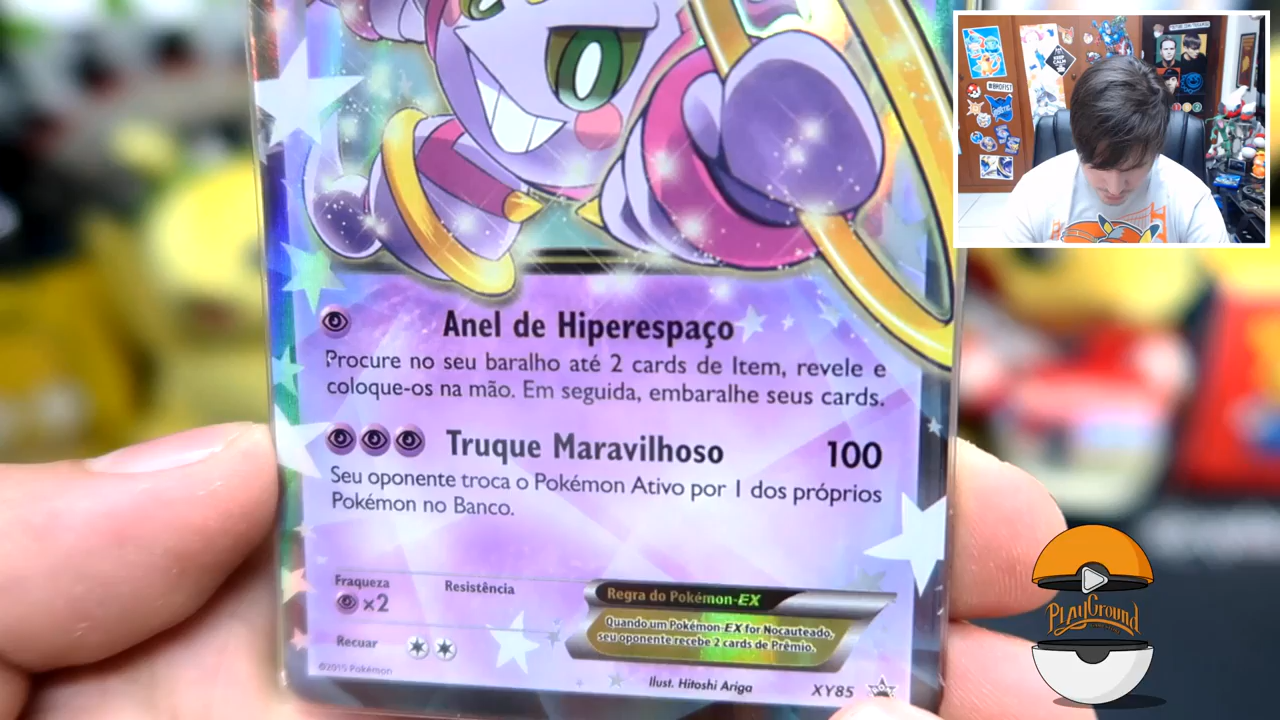 #BROFIST
KEEP
CALM
Anel de Hiperespaço
Procure no seu baralho até 2 cards de Item, revele e
coloque-os na mão. Em seguida, embaralhe seus cards.
Truque Maravilhoso 100
Seu oponente troca o Pokémon Ativo por 1 dos próprios
Pokémon no Banco.
Fraqueza Resistência
×2
Recuar
Regra do Pokémon-EX
Quando um Pokémon-EX for Nocauteado,
seu oponente recebe 2 cards de Prêmio.
©2015 Pokémon
Ilust. Hitoshi Ariga XY85
PLAYGROUND